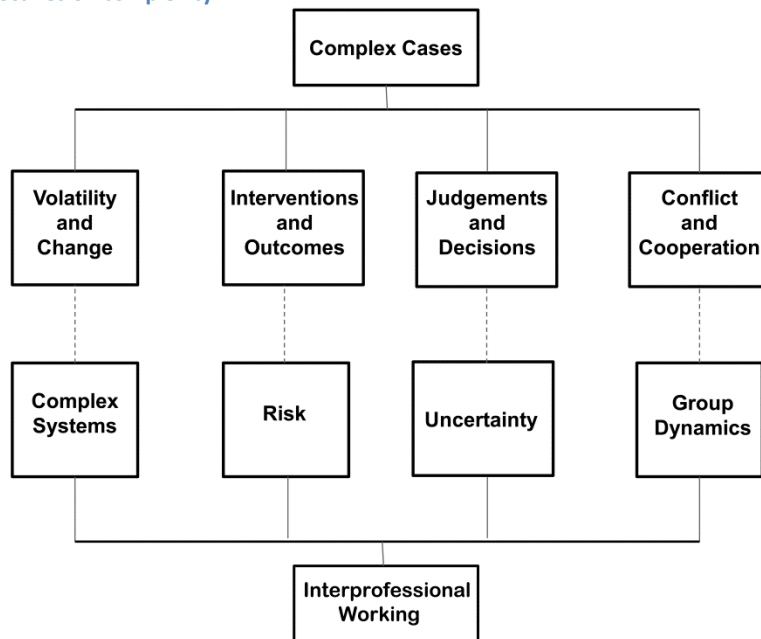 Complex Cases
Volatility
and
Change
Interventions
and
Outcomes
Judgements
and
Decisions
Conflict
and
Cooperation
Complex
Systems
Risk
Uncertainty
Group
Dynamics
Interprofessional
Working